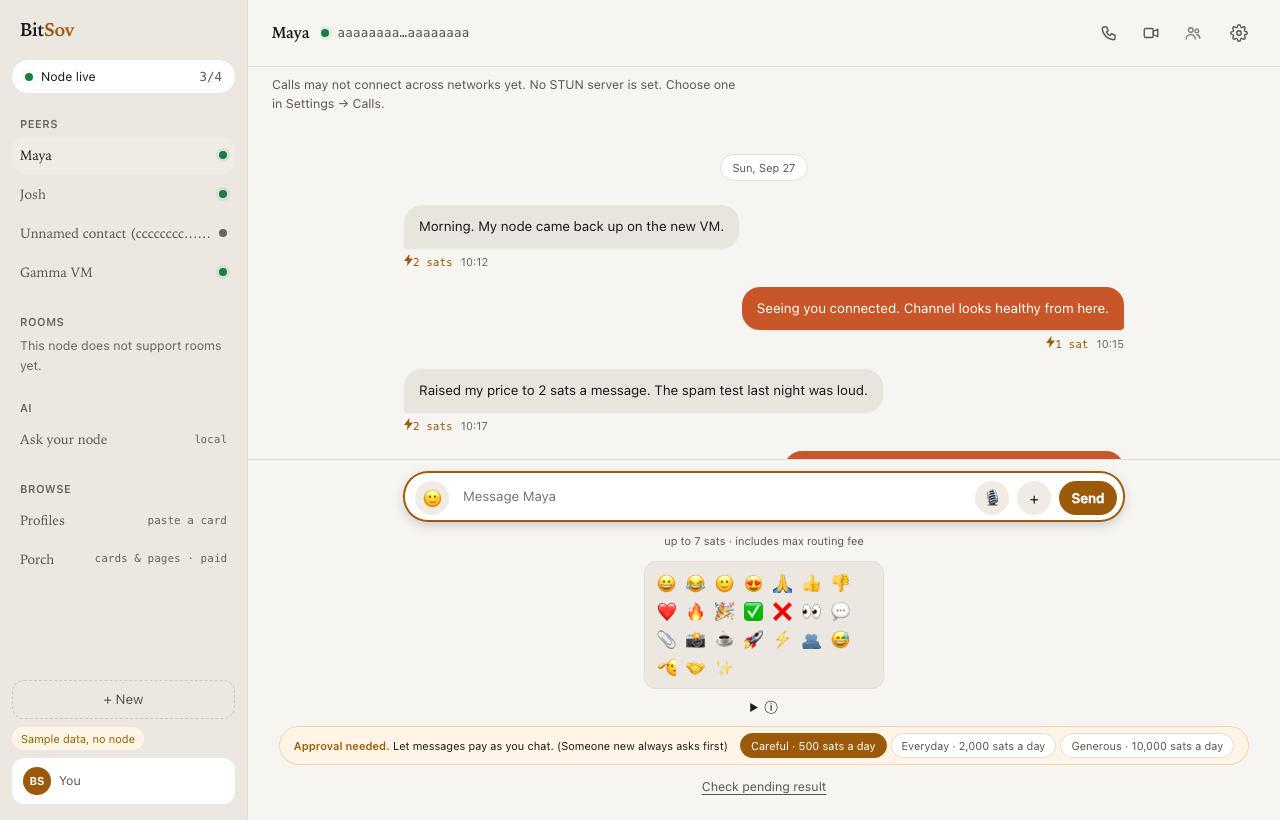 BitSov
Node live 3/4
PEERS
Maya
Josh
Unnamed contact (cccccccc……
Gamma VM
ROOMS
This node does not support rooms
yet.
AI
Ask your node local
BROWSE
Profiles paste a card
Porch cards & pages · paid
+ New
Sample data, no node
BS You
Maya aaaaaaaa…aaaaaaaa
Calls may not connect across networks yet. No STUN server is set. Choose one
in Settings → Calls.
Sun, Sep 27
Morning. My node came back up on the new VM.
⚡2 sats 10:12
Seeing you connected. Channel looks healthy from here.
⚡1 sat 10:15
Raised my price to 2 sats a message. The spam test last night was loud.
⚡2 sats 10:17
Message Maya
+
Send
up to 7 sats · includes max routing fee
▶ ⓘ
Approval needed. Let messages pay as you chat. (Someone new always asks first)
Careful · 500 sats a day
Everyday · 2,000 sats a day
Generous · 10,000 sats a day
Check pending result